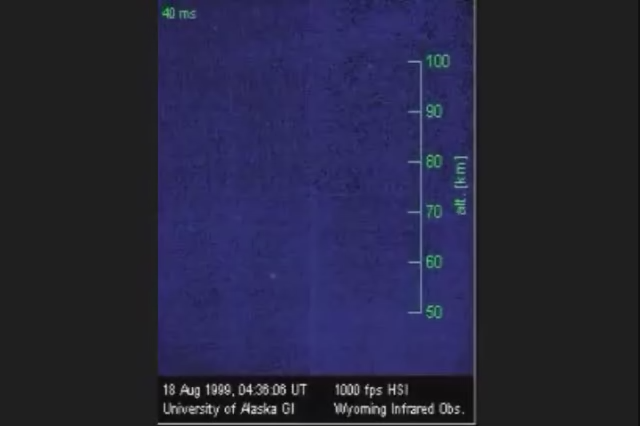 40 ms
100
90
80
70
60
50
alt. [km]
18 Aug 1999, 04:36:06 UT 1000 fps HSI
University of Alaska GI Wyoming Infrared Obs.